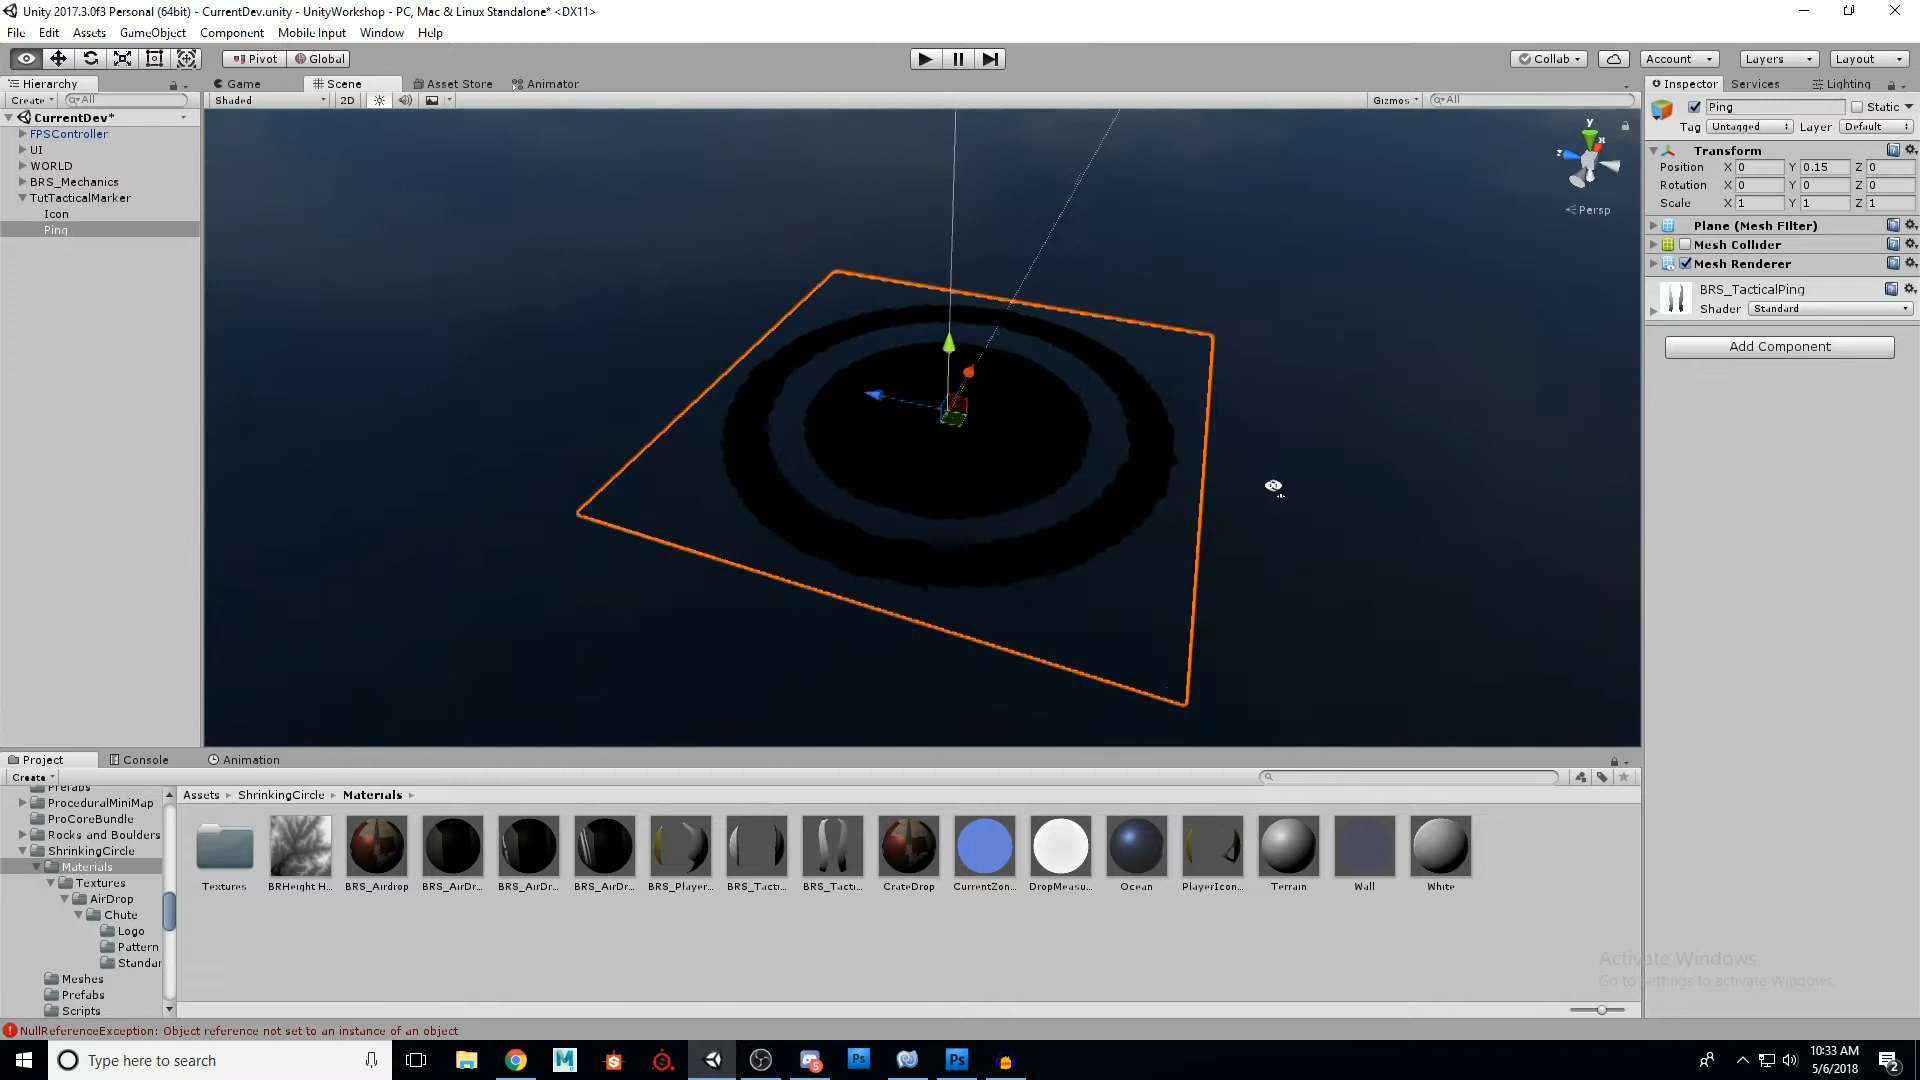 Unity 2017.3.0f3 Personal (64bit) - CurrentDev.unity - UnityWorkshop - PC, Mac & Linux Standalone* <DX11>
File Edit Assets GameObject Component Mobile Input Window Help
Pivot Global Collab Account Layers Layout
Hierarchy Game Scene Asset Store Animator Inspector Services Lighting
Create All Shaded 2D Gizmos All
Ping Static
CurrentDev*
Tag Untagged Layer Default
FPSController
UI
WORLD
BRS_Mechanics
TutTacticalMarker
Icon
Ping
y
x
z
Persp
Transform
Position X 0 Y 0.15 Z 0
Rotation X 0 Y 0 Z 0
Scale X 1 Y 1 Z 1
Plane (Mesh Filter)
Mesh Collider
Mesh Renderer
BRS_TacticalPing
Shader Standard
Add Component
Project Console Animation
Create
Prefabs
ProceduralMiniMap
ProCoreBundle
Rocks and Boulders
ShrinkingCircle
Materials
Textures
AirDrop
Chute
Logo
Pattern
Standar
Meshes
Prefabs
Scripts
Assets ShrinkingCircle Materials
Textures BRHeight H... BRS_Airdrop BRS_AirDr... BRS_AirDr... BRS_AirDr... BRS_Player... BRS_Tacti... BRS_Tacti... CrateDrop CurrentZon... DropMeasu... Ocean PlayerIcon... Terrain Wall White
Activate Windows
Go to Settings to activate Windows.
NullReferenceException: Object reference not set to an instance of an object
Type here to search
10:33 AM
5/6/2018
5
2